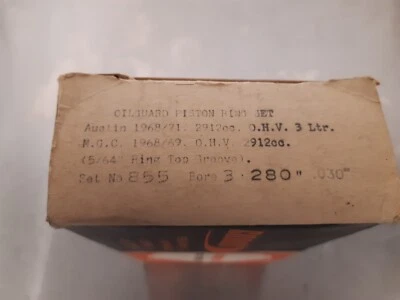 OILGUARD PISTON RING SET
Austin 1968/71. 2912cc. O.H.V. 3 Ltr.
M.G.C. 1968/69. O.H.V. 2912cc.
(5/64" Ring Top Groove).
Set No 855 Bore 3·280" .030"